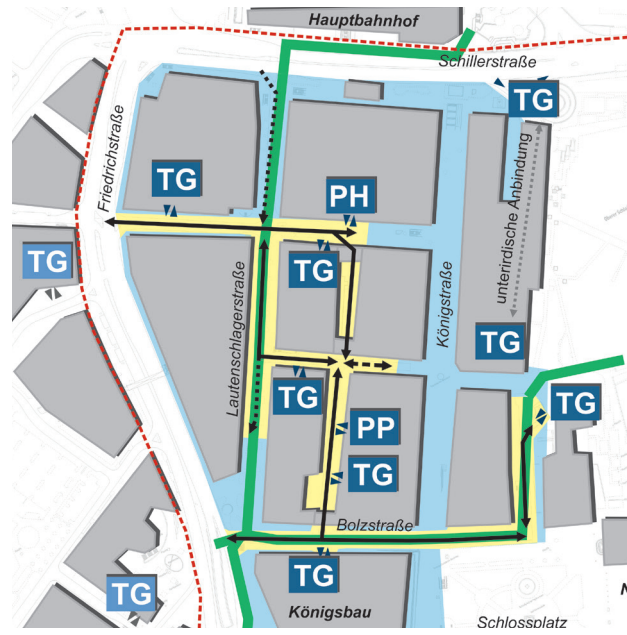 Hauptbahnhof
Schillerstraße
TG
Friedrichstraße
TG
PH
unterirdische Anbindung
TG
TG
Lautenschlagerstraße
Königstraße
TG
TG
TG
PP
TG
Bolzstraße
TG
TG
Königsbau
Schlossplatz